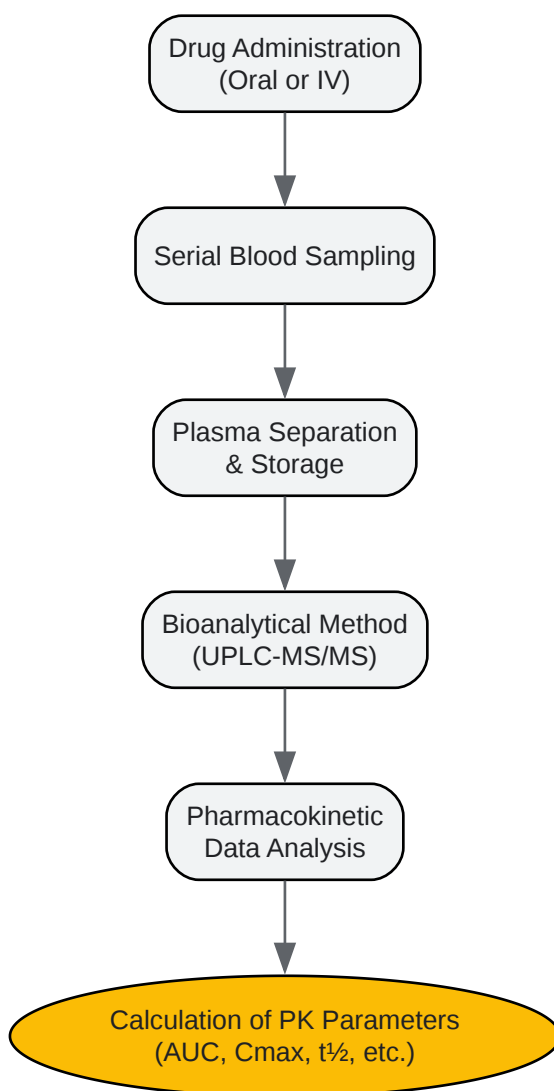 Drug Administration
(Oral or IV)
Serial Blood Sampling
Plasma Separation
& Storage
Bioanalytical Method
(UPLC-MS/MS)
Pharmacokinetic
Data Analysis
Calculation of PK Parameters
(AUC, Cmax, t½, etc.)